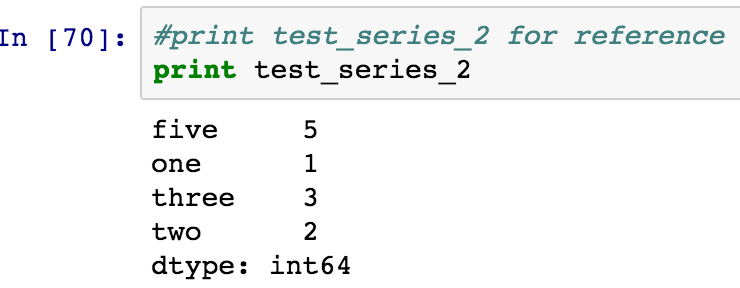 In [70]: #print test_series_2 for reference
print test_series_2
five 5
one 1
three 3
two 2
dtype: int64